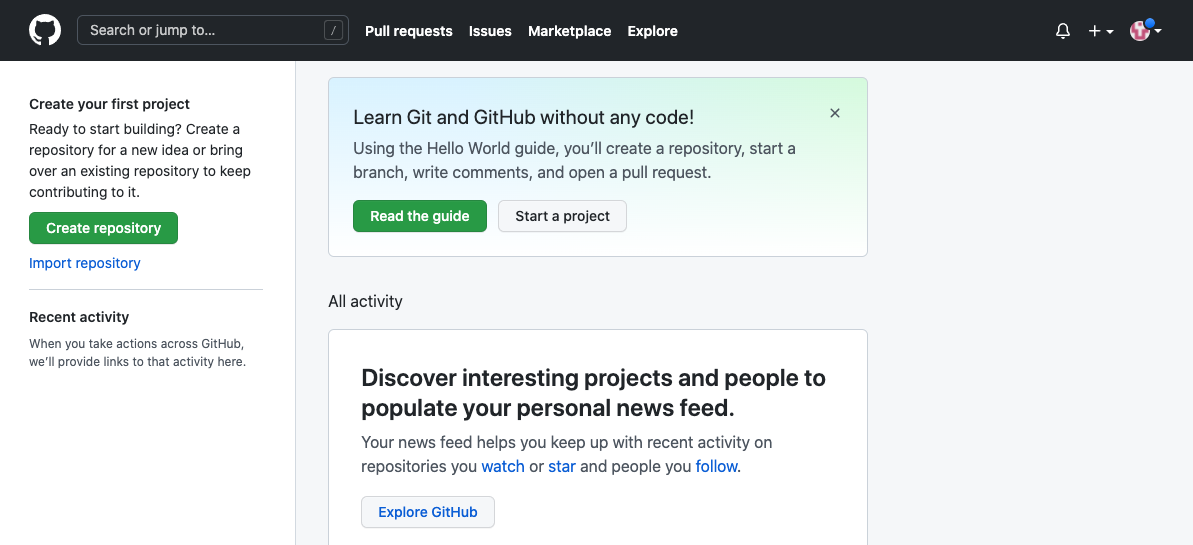 Search or jump to... /
Pull requests
Issues
Marketplace
Explore
Create your first project
Ready to start building? Create a
repository for a new idea or bring
over an existing repository to keep
contributing to it.
Create repository
Import repository
Recent activity
When you take actions across GitHub,
we’ll provide links to that activity here.
Learn Git and GitHub without any code!
Using the Hello World guide, you’ll create a repository, start a
branch, write comments, and open a pull request.
Read the guide
Start a project
All activity
Discover interesting projects and people to
populate your personal news feed.
Your news feed helps you keep up with recent activity on
repositories you watch or star and people you follow.
Explore GitHub